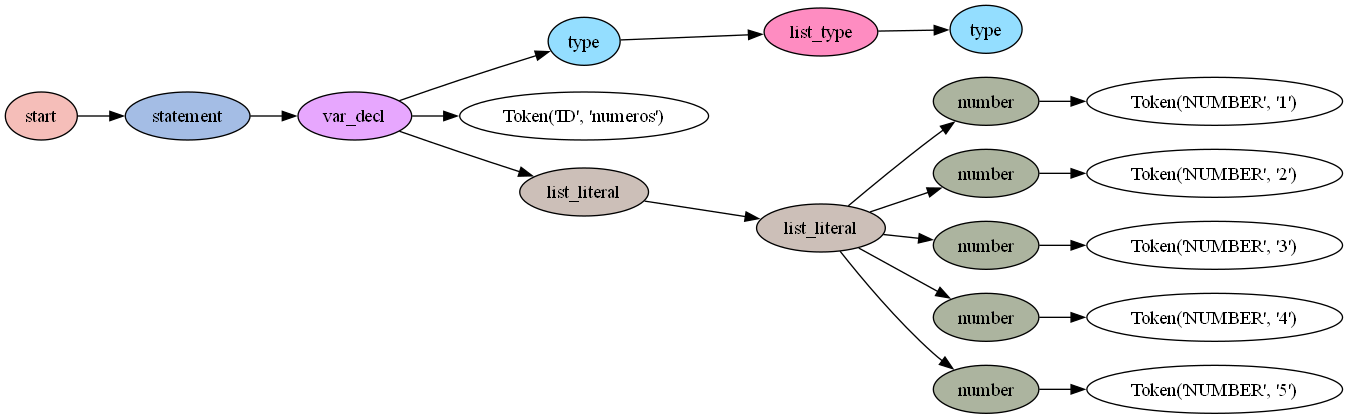 start
statement
var_decl
type
list_type
type
Token('ID', 'numeros')
list_literal
list_literal
number
Token('NUMBER', '1')
number
Token('NUMBER', '2')
number
Token('NUMBER', '3')
number
Token('NUMBER', '4')
number
Token('NUMBER', '5')